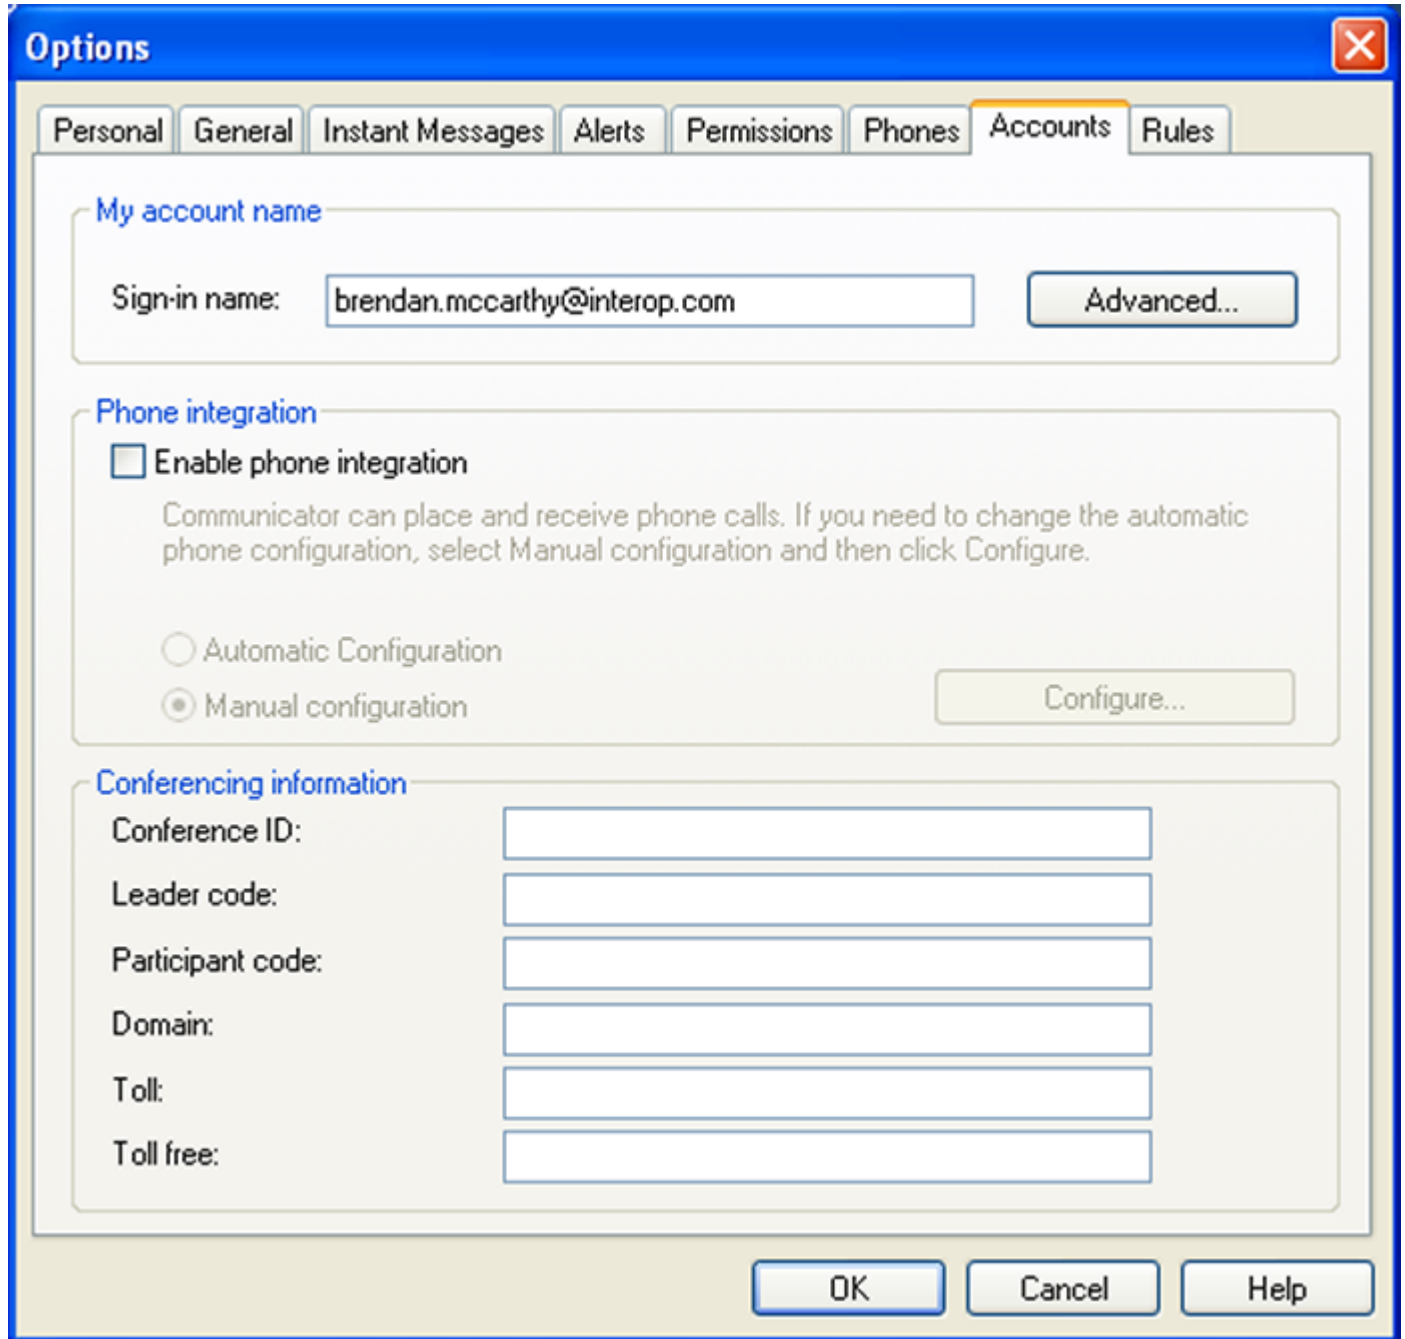 Options
Personal General Instant Messages Alerts Permissions Phones Accounts Rules
My account name
Sign-in name: brendan.mccarthy@interop.com Advanced...
Phone integration
Enable phone integration
Communicator can place and receive phone calls. If you need to change the automatic
phone configuration, select Manual configuration and then click Configure.
Automatic Configuration
Manual configuration Configure...
Conferencing information
Conference ID:
Leader code:
Participant code:
Domain:
Toll:
Toll free:
OK Cancel Help